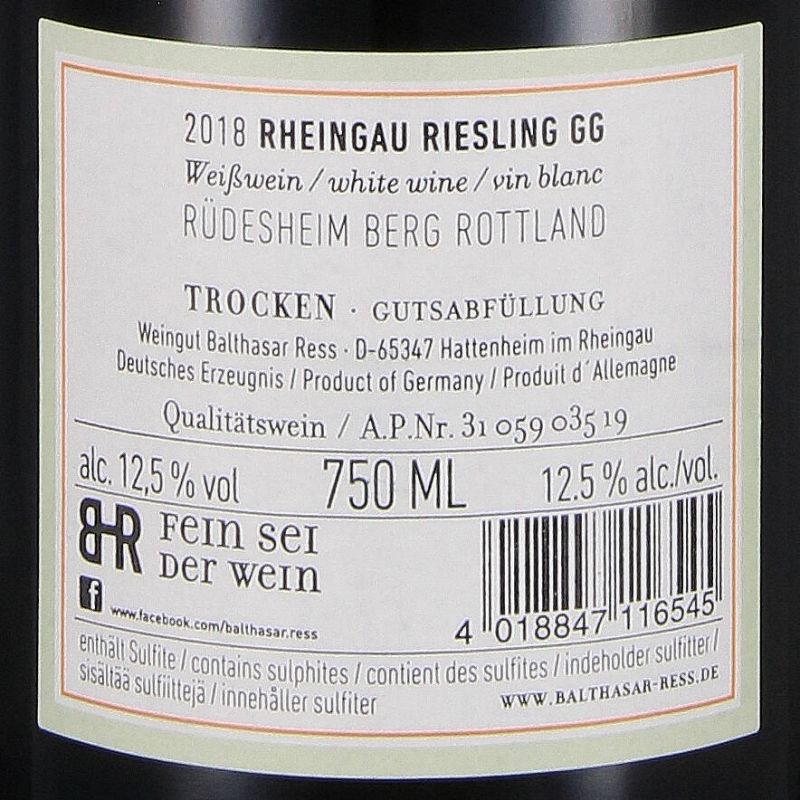 2018 RHEINGAU RIESLING GG
Weißwein / white wine / vin blanc
RÜDESHEIM BERG ROTTLAND
TROCKEN · GUTSABFÜLLUNG
Weingut Balthasar Ress · D-65347 Hattenheim im Rheingau
Deutsches Erzeugnis / Product of Germany / Produit d´Allemagne
Qualitätswein / A.P.Nr. 31 059 035 19
alc. 12,5 % vol 750 ML 12.5 % alc./vol.
BR FEIN SEI
DER WEIN
f www.facebook.com/balthasar.ress
4 018847 116545
enthält Sulfite / contains sulphites / contient des sulfites / indeholder sulfitter /
sisältää sulfiittejä / innehåller sulfiter
WWW.BALTHASAR-RESS.DE